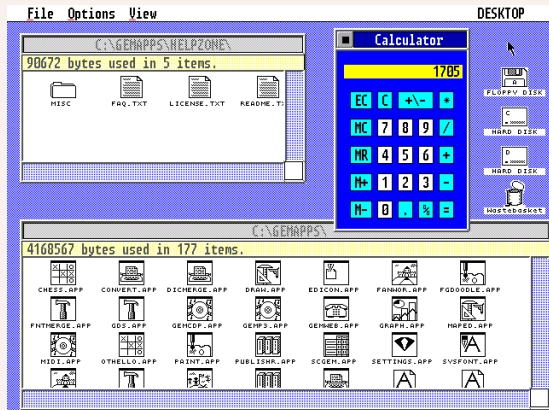 File Options View DESKTOP
C:\GEMAPPS\HELPZONE\
90672 bytes used in 5 items.
MISC FAQ.TXT LICENSE.TXT README.T
Calculator
1705
EC C +\- *
MC 7 8 9 /
MR 4 5 6 +
M+ 1 2 3 -
M- 0 . % =
A
FLOPPY DISK
C
HARD DISK
D
HARD DISK
Wastebasket
C:\GEMAPPS\
4168567 bytes used in 177 items.
CHESS.APP CONVERT.APP DICMERGE.APP DRAW.APP EDICON.APP FANWOR.APP FGDOODLE.APP
FNTMERGE.APP GDS.APP GEMCDP.APP GEMP3.APP GEMWEB.APP GRAPH.APP MAPED.APP
MIDI.APP OTHELLO.APP PAINT.APP PUBLISHR.APP SCGEM.APP SETTINGS.APP SYSFONT.APP
A A